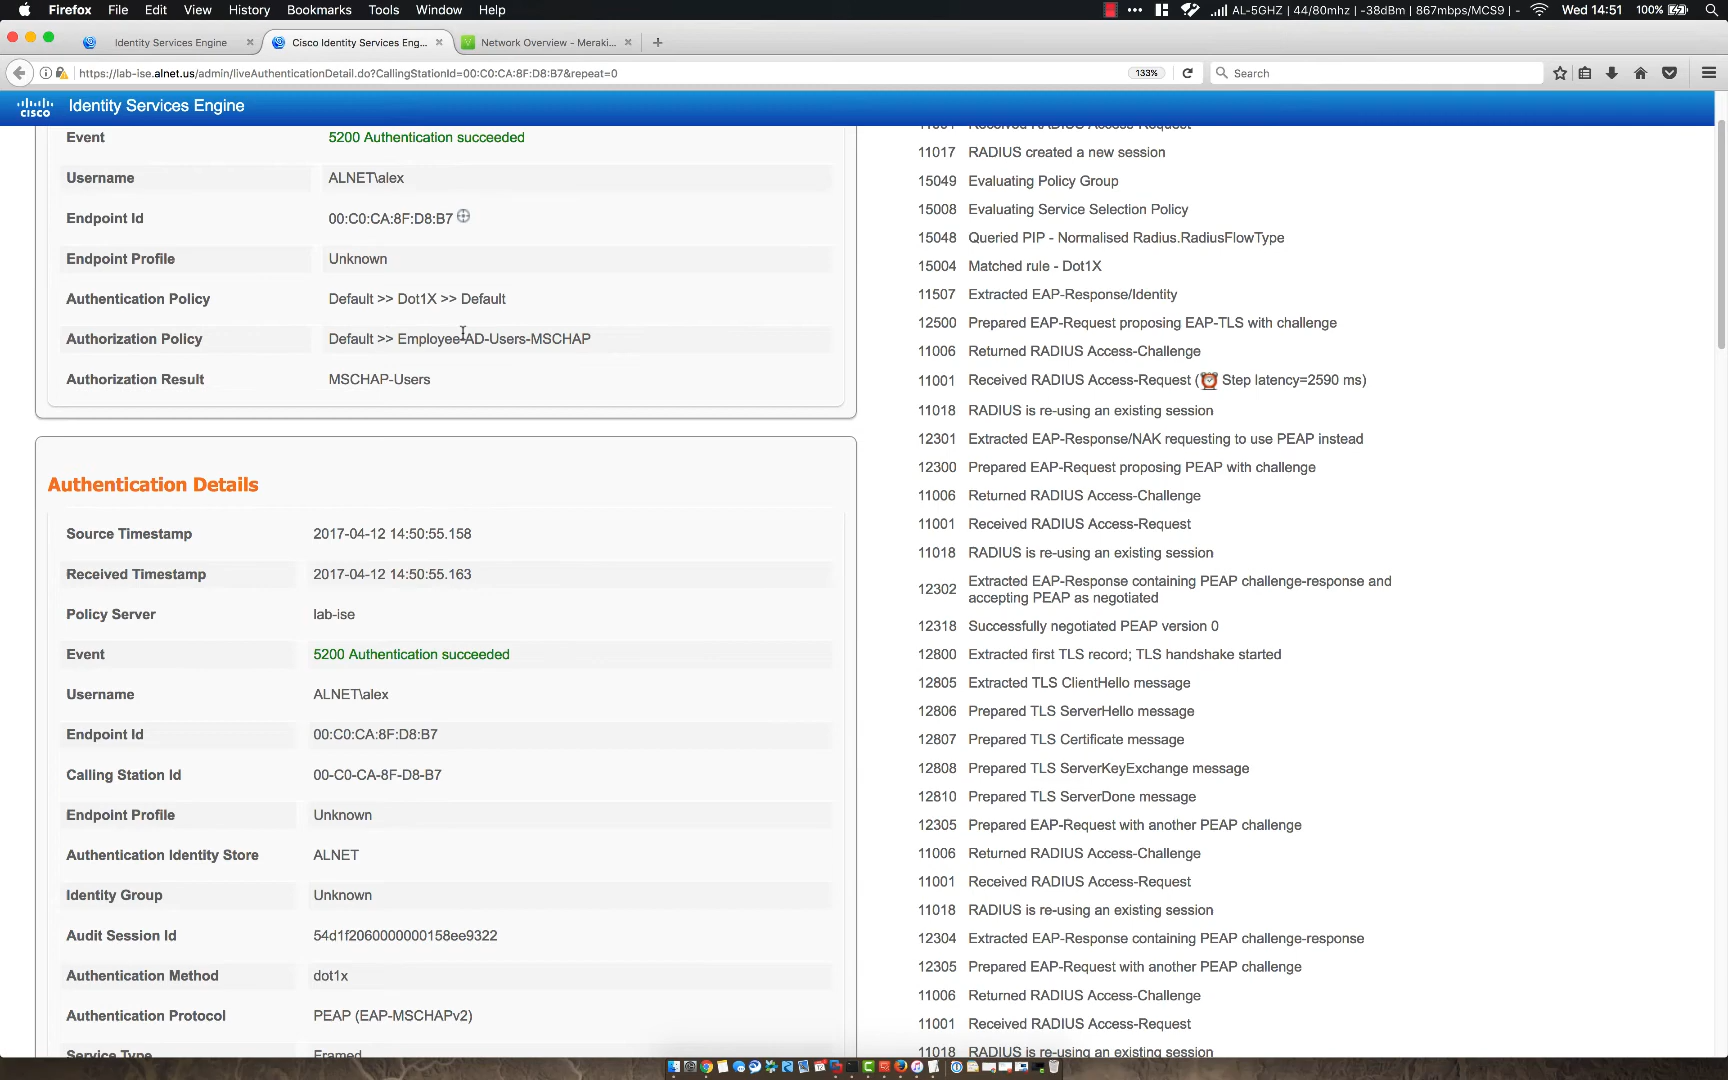 Firefox File Edit View History Bookmarks Tools Window Help
AL-5GHZ | 44/80mhz | -38dBm | 867mbps/MCS9 | - Wed 14:51 100%
Identity Services Engine
Cisco Identity Services Eng...
Network Overview - Meraki...
https://lab-ise.alnet.us/admin/liveAuthenticationDetail.do?CallingStationId=00:C0:CA:8F:D8:B7&repeat=0
133%
Search
cisco Identity Services Engine
Event 5200 Authentication succeeded
Username ALNET\alex
Endpoint Id 00:C0:CA:8F:D8:B7
Endpoint Profile Unknown
Authentication Policy Default >> Dot1X >> Default
Authorization Policy Default >> Employee-AD-Users-MSCHAP
Authorization Result MSCHAP-Users
Authentication Details
Source Timestamp 2017-04-12 14:50:55.158
Received Timestamp 2017-04-12 14:50:55.163
Policy Server lab-ise
Event 5200 Authentication succeeded
Username ALNET\alex
Endpoint Id 00:C0:CA:8F:D8:B7
Calling Station Id 00-C0-CA-8F-D8-B7
Endpoint Profile Unknown
Authentication Identity Store ALNET
Identity Group Unknown
Audit Session Id 54d1f2060000000158ee9322
Authentication Method dot1x
Authentication Protocol PEAP (EAP-MSCHAPv2)
Service Type Framed
11001 Received RADIUS Access-Request
11017 RADIUS created a new session
15049 Evaluating Policy Group
15008 Evaluating Service Selection Policy
15048 Queried PIP - Normalised Radius.RadiusFlowType
15004 Matched rule - Dot1X
11507 Extracted EAP-Response/Identity
12500 Prepared EAP-Request proposing EAP-TLS with challenge
11006 Returned RADIUS Access-Challenge
11001 Received RADIUS Access-Request ( Step latency=2590 ms)
11018 RADIUS is re-using an existing session
12301 Extracted EAP-Response/NAK requesting to use PEAP instead
12300 Prepared EAP-Request proposing PEAP with challenge
11006 Returned RADIUS Access-Challenge
11001 Received RADIUS Access-Request
11018 RADIUS is re-using an existing session
12302 Extracted EAP-Response containing PEAP challenge-response and
accepting PEAP as negotiated
12318 Successfully negotiated PEAP version 0
12800 Extracted first TLS record; TLS handshake started
12805 Extracted TLS ClientHello message
12806 Prepared TLS ServerHello message
12807 Prepared TLS Certificate message
12808 Prepared TLS ServerKeyExchange message
12810 Prepared TLS ServerDone message
12305 Prepared EAP-Request with another PEAP challenge
11006 Returned RADIUS Access-Challenge
11001 Received RADIUS Access-Request
11018 RADIUS is re-using an existing session
12304 Extracted EAP-Response containing PEAP challenge-response
12305 Prepared EAP-Request with another PEAP challenge
11006 Returned RADIUS Access-Challenge
11001 Received RADIUS Access-Request
11018 RADIUS is re-using an existing session